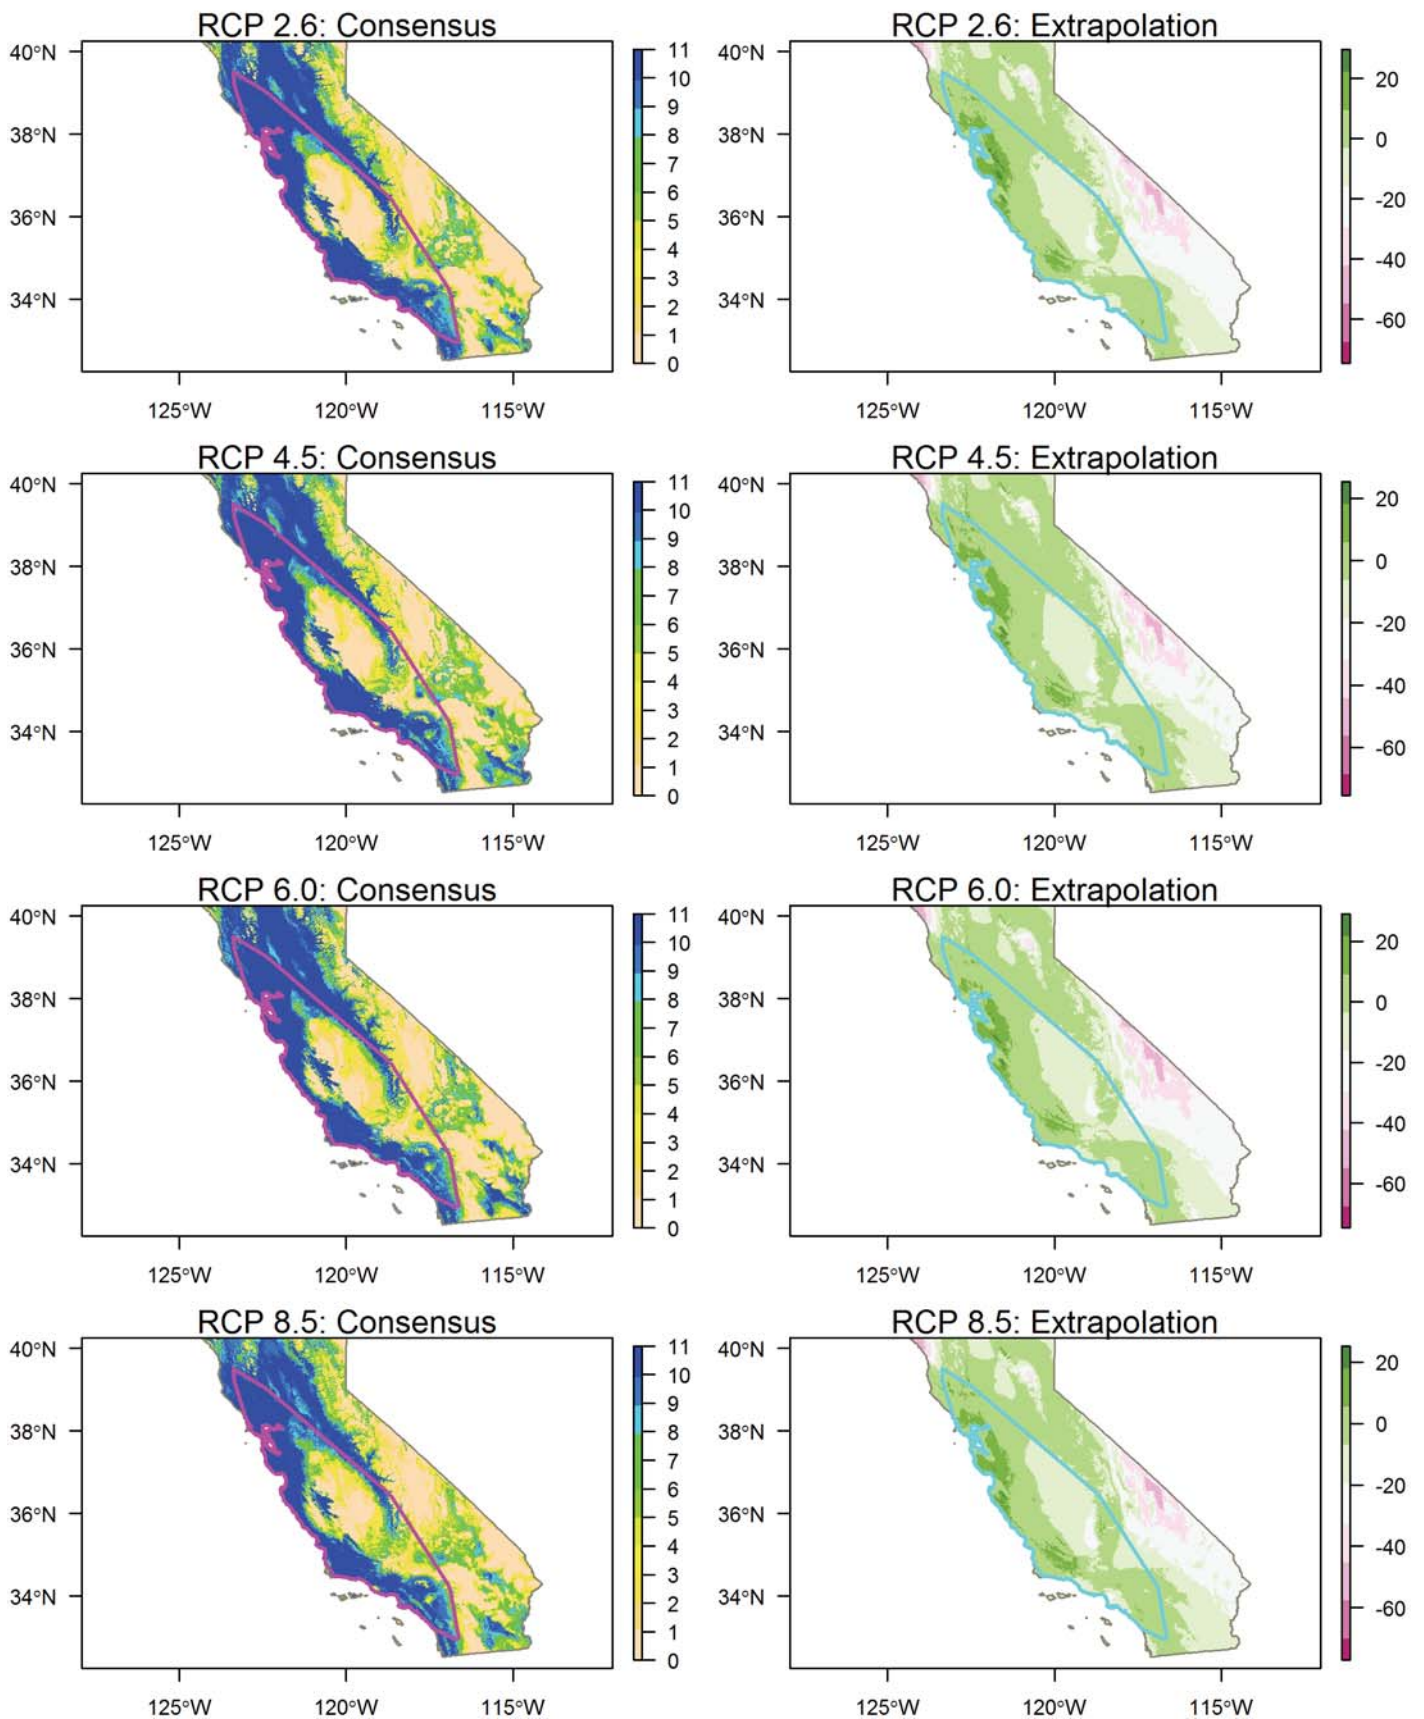 RCP 2.6: Consensus
40°N
38°N
36°N
34°N
125°W 120°W 115°W
11
10
9
8
7
6
5
4
3
2
1
0
RCP 2.6: Extrapolation
40°N
38°N
36°N
34°N
125°W 120°W 115°W
20
0
-20
-40
-60
RCP 4.5: Consensus
40°N
38°N
36°N
34°N
125°W 120°W 115°W
11
10
9
8
7
6
5
4
3
2
1
0
RCP 4.5: Extrapolation
40°N
38°N
36°N
34°N
125°W 120°W 115°W
20
0
-20
-40
-60
RCP 6.0: Consensus
40°N
38°N
36°N
34°N
125°W 120°W 115°W
11
10
9
8
7
6
5
4
3
2
1
0
RCP 6.0: Extrapolation
40°N
38°N
36°N
34°N
125°W 120°W 115°W
20
0
-20
-40
-60
RCP 8.5: Consensus
40°N
38°N
36°N
34°N
125°W 120°W 115°W
11
10
9
8
7
6
5
4
3
2
1
0
RCP 8.5: Extrapolation
40°N
38°N
36°N
34°N
125°W 120°W 115°W
20
0
-20
-40
-60